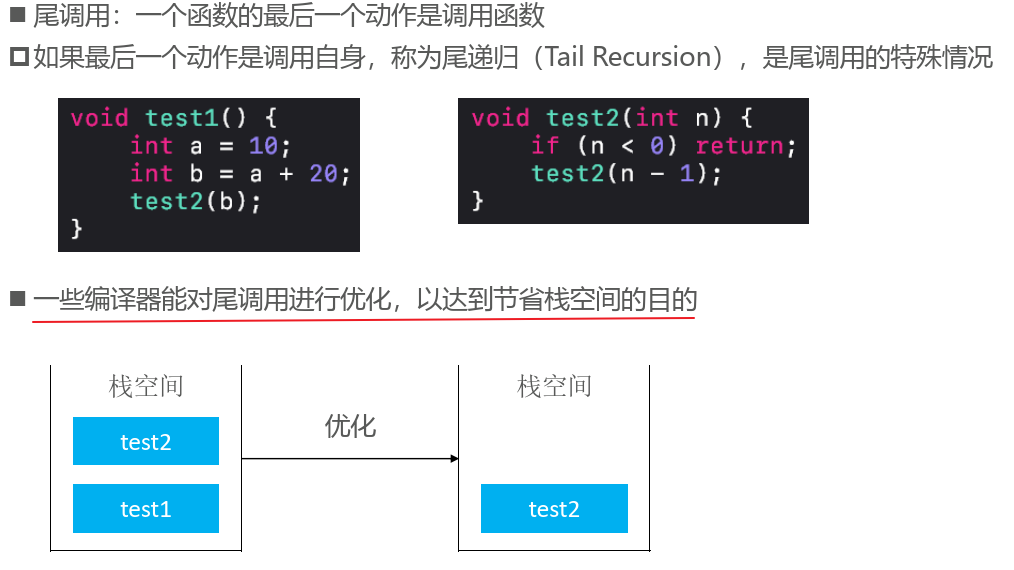 尾调用：一个函数的最后一个动作是调用函数
如果最后一个动作是调用自身，称为尾递归（Tail Recursion），是尾调用的特殊情况
void test1() {
    int a = 10;
    int b = a + 20;
    test2(b);
}
void test2(int n) {
    if (n < 0) return;
    test2(n - 1);
}
一些编译器能对尾调用进行优化，以达到节省栈空间的目的
栈空间
test2
test1
优化
栈空间
test2